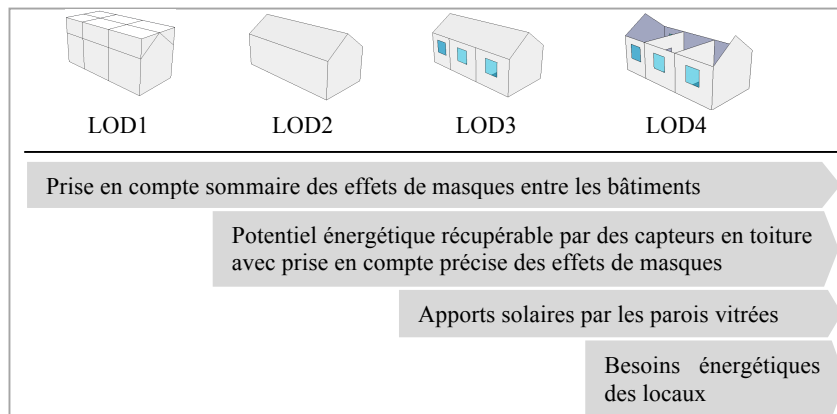 LOD1 LOD2 LOD3 LOD4
Prise en compte sommaire des effets de masques entre les bâtiments
Potentiel énergétique récupérable par des capteurs en toiture
avec prise en compte précise des effets de masques
Apports solaires par les parois vitrées
Besoins énergétiques
des locaux